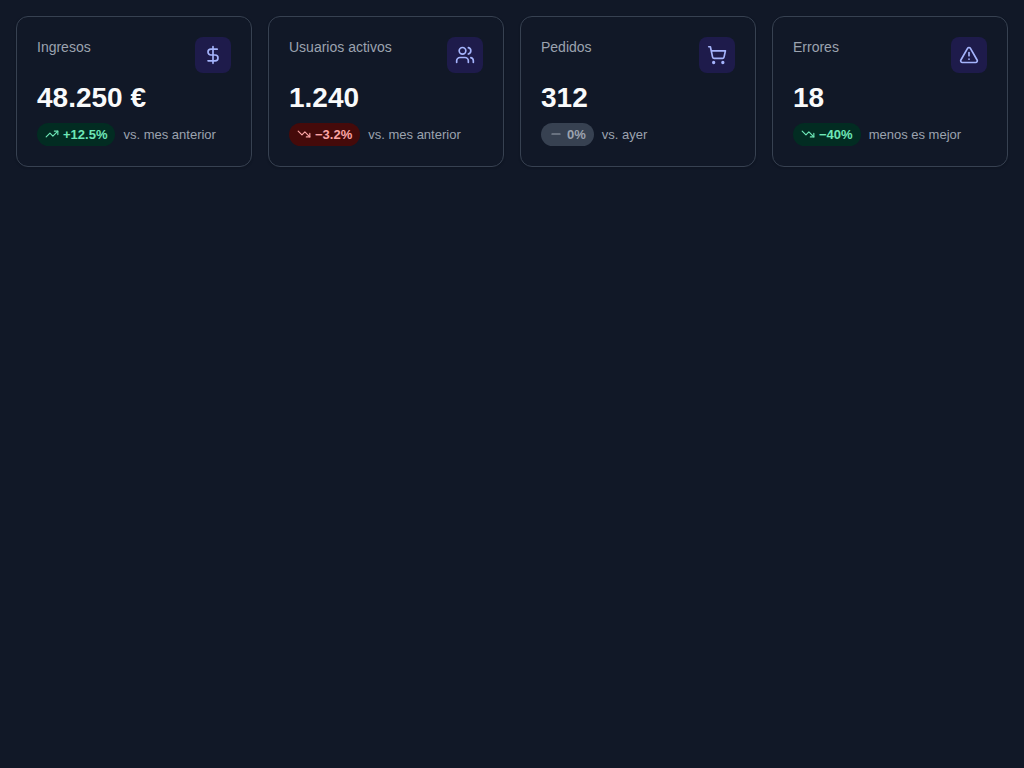 Ingresos
48.250 €
+12.5% vs. mes anterior
Usuarios activos
1.240
−3.2% vs. mes anterior
Pedidos
312
0% vs. ayer
Errores
18
−40% menos es mejor